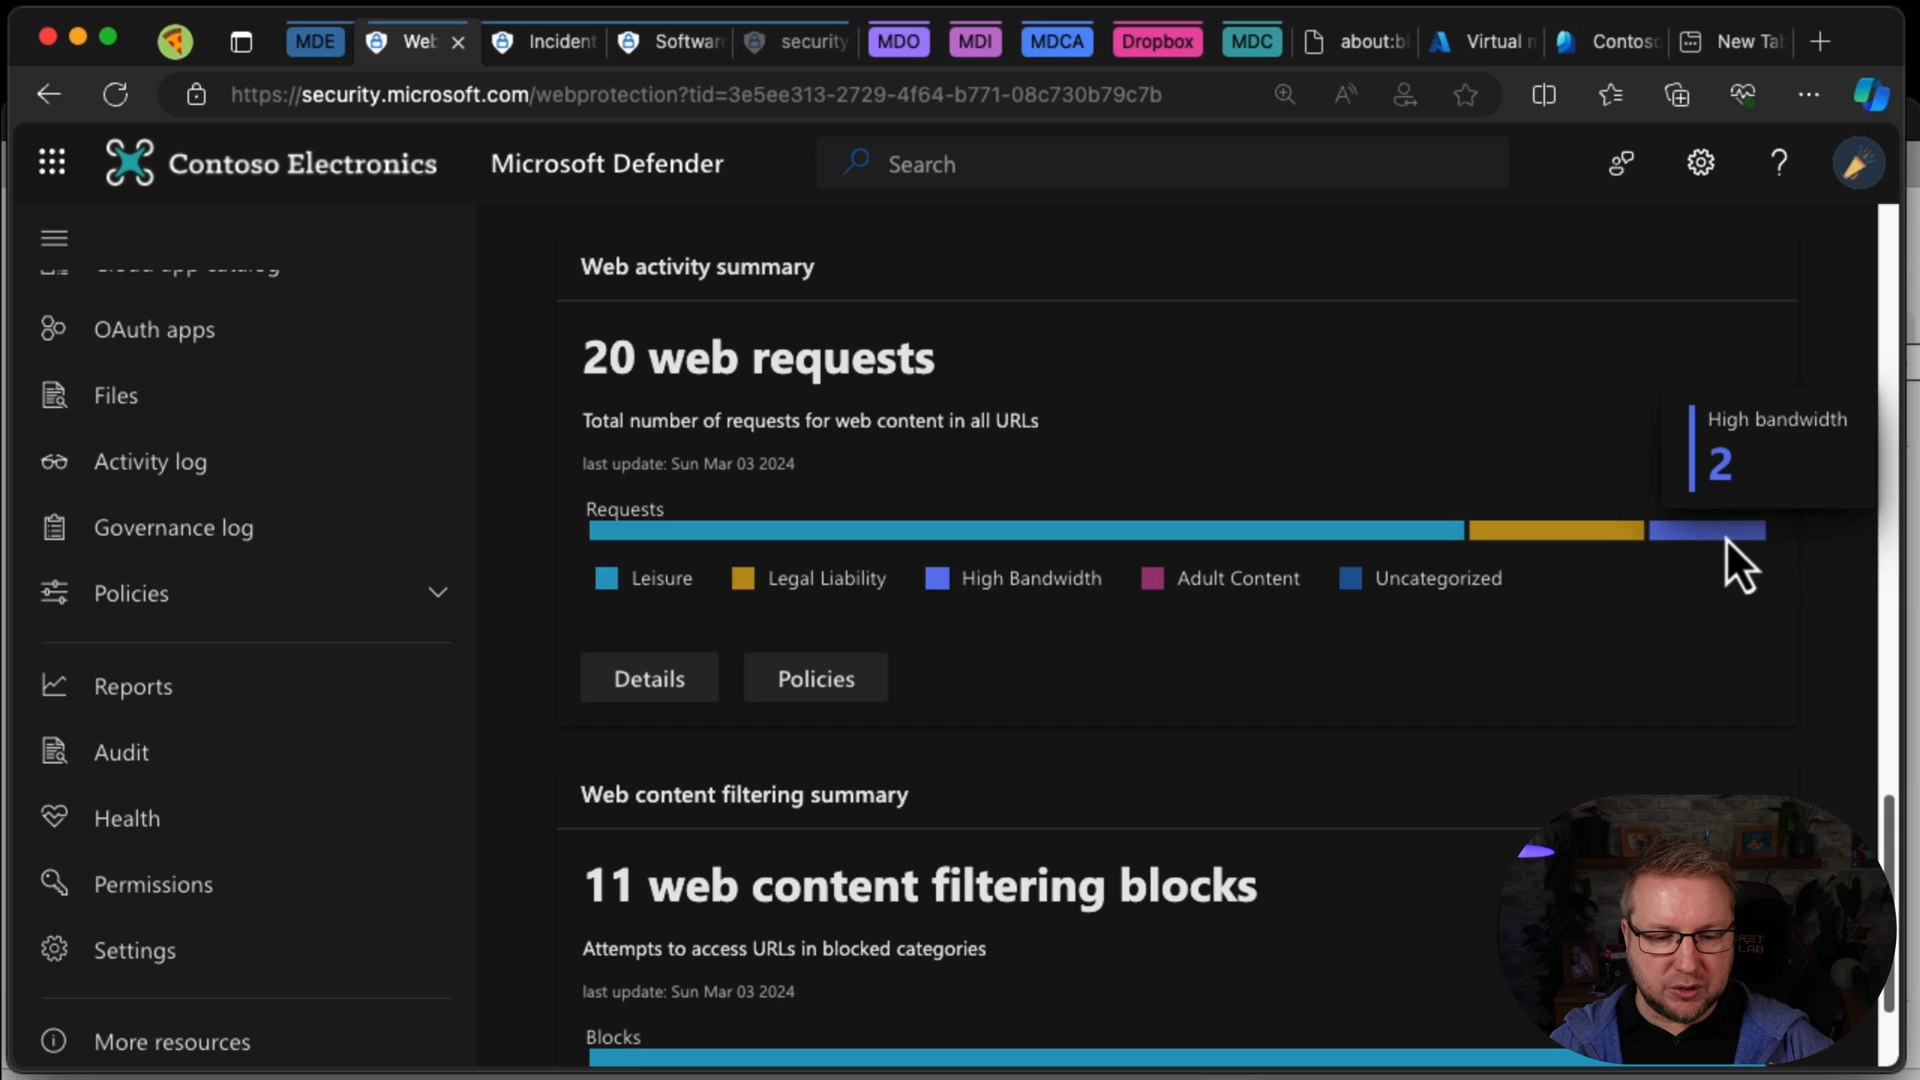 MDE
Web
Incident
Softwar
security
MDO
MDI
MDCA
Dropbox
MDC
about:bl
Virtual m
Contoso
New Tab
https://security.microsoft.com/webprotection?tid=3e5ee313-2729-4f64-b771-08c730b79c7b
Contoso Electronics
Microsoft Defender
Search
Cloud app catalog
OAuth apps
Files
Activity log
Governance log
Policies
Reports
Audit
Health
Permissions
Settings
More resources
Web activity summary
20 web requests
Total number of requests for web content in all URLs
last update: Sun Mar 03 2024
High bandwidth
2
Requests
Leisure
Legal Liability
High Bandwidth
Adult Content
Uncategorized
Details
Policies
Web content filtering summary
11 web content filtering blocks
Attempts to access URLs in blocked categories
last update: Sun Mar 03 2024
Blocks